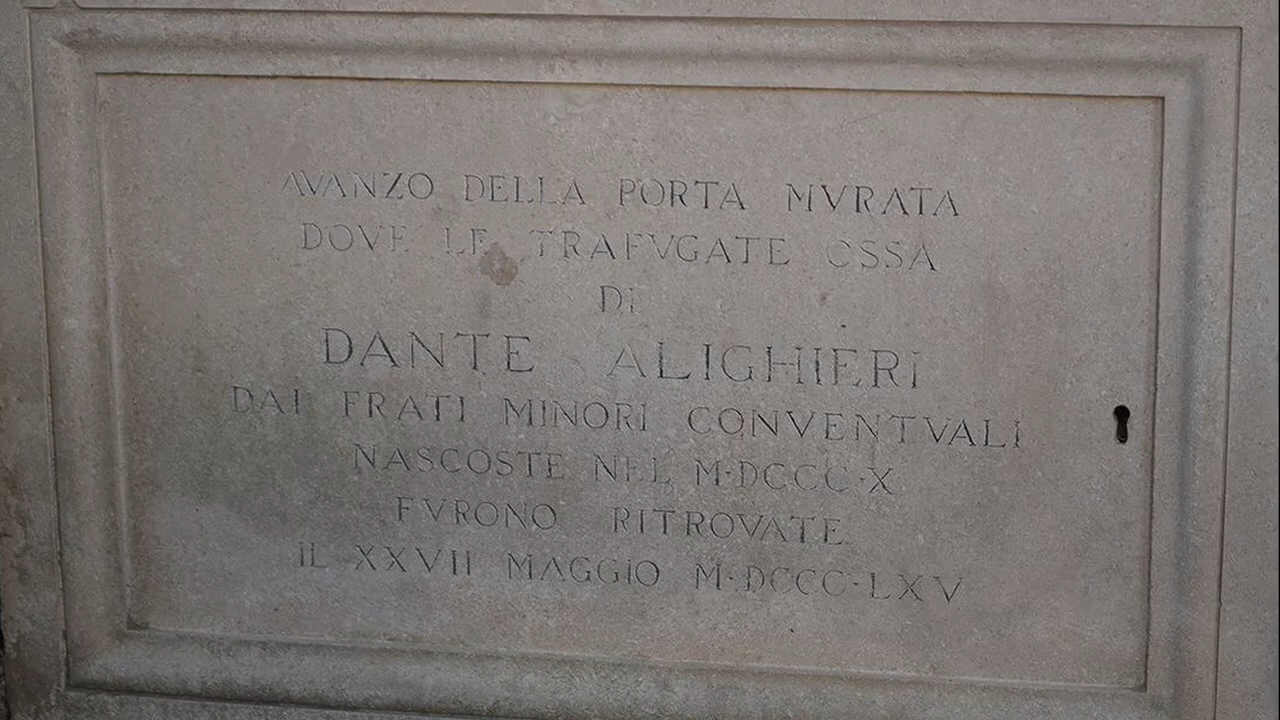 AVANZO DELLA PORTA MVRATA
DOVE LE TRAFVGATE OSSA
DI
DANTE ALIGHIERI
DAI FRATI MINORI CONVENTVALI
NASCOSTE NEL M·DCCC·X
FVRONO RITROVATE
IL XXVII MAGGIO M·DCCC·LXV